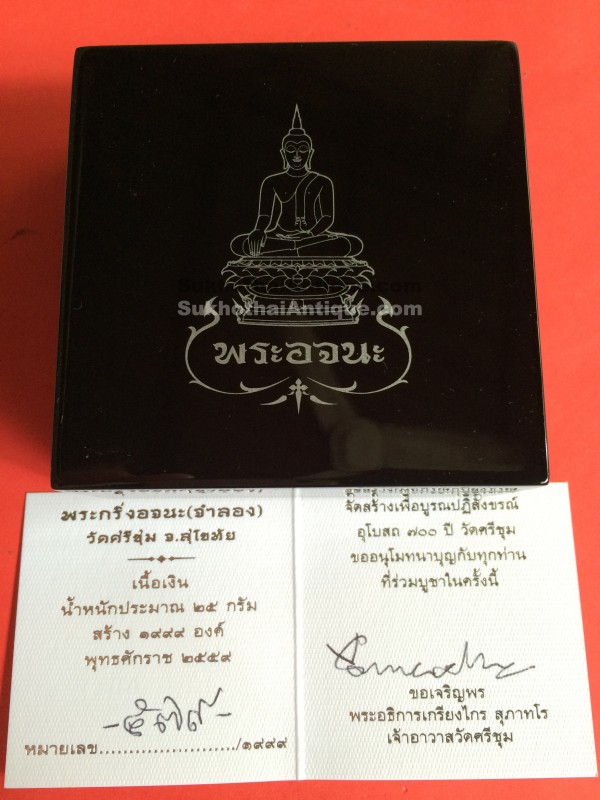 SukhothaiAntique.com
SukhothaiAntique.com
พระอจนะ
พระกริ่งอจนะ(จำลอง)
วัดศรีชุม จ.สุโขทัย
เนื้อเงิน
น้ำหนักประมาณ ๒๕ กรัม
สร้าง ๑๙๙๙ องค์
พุทธศักราช ๒๕๕๙
หมายเลข......................./๑๙๙๙
จัดสร้างเพื่อบูรณปฏิสังขรณ์
อุโบสถ ๗๐๐ ปี วัดศรีชุม
ขออนุโมทนาบุญกับทุกท่าน
ที่ร่วมบูชาในครั้งนี้
ขอเจริญพร
พระอธิการเกรียงไกร สุภาทโร
เจ้าอาวาสวัดศรีชุม